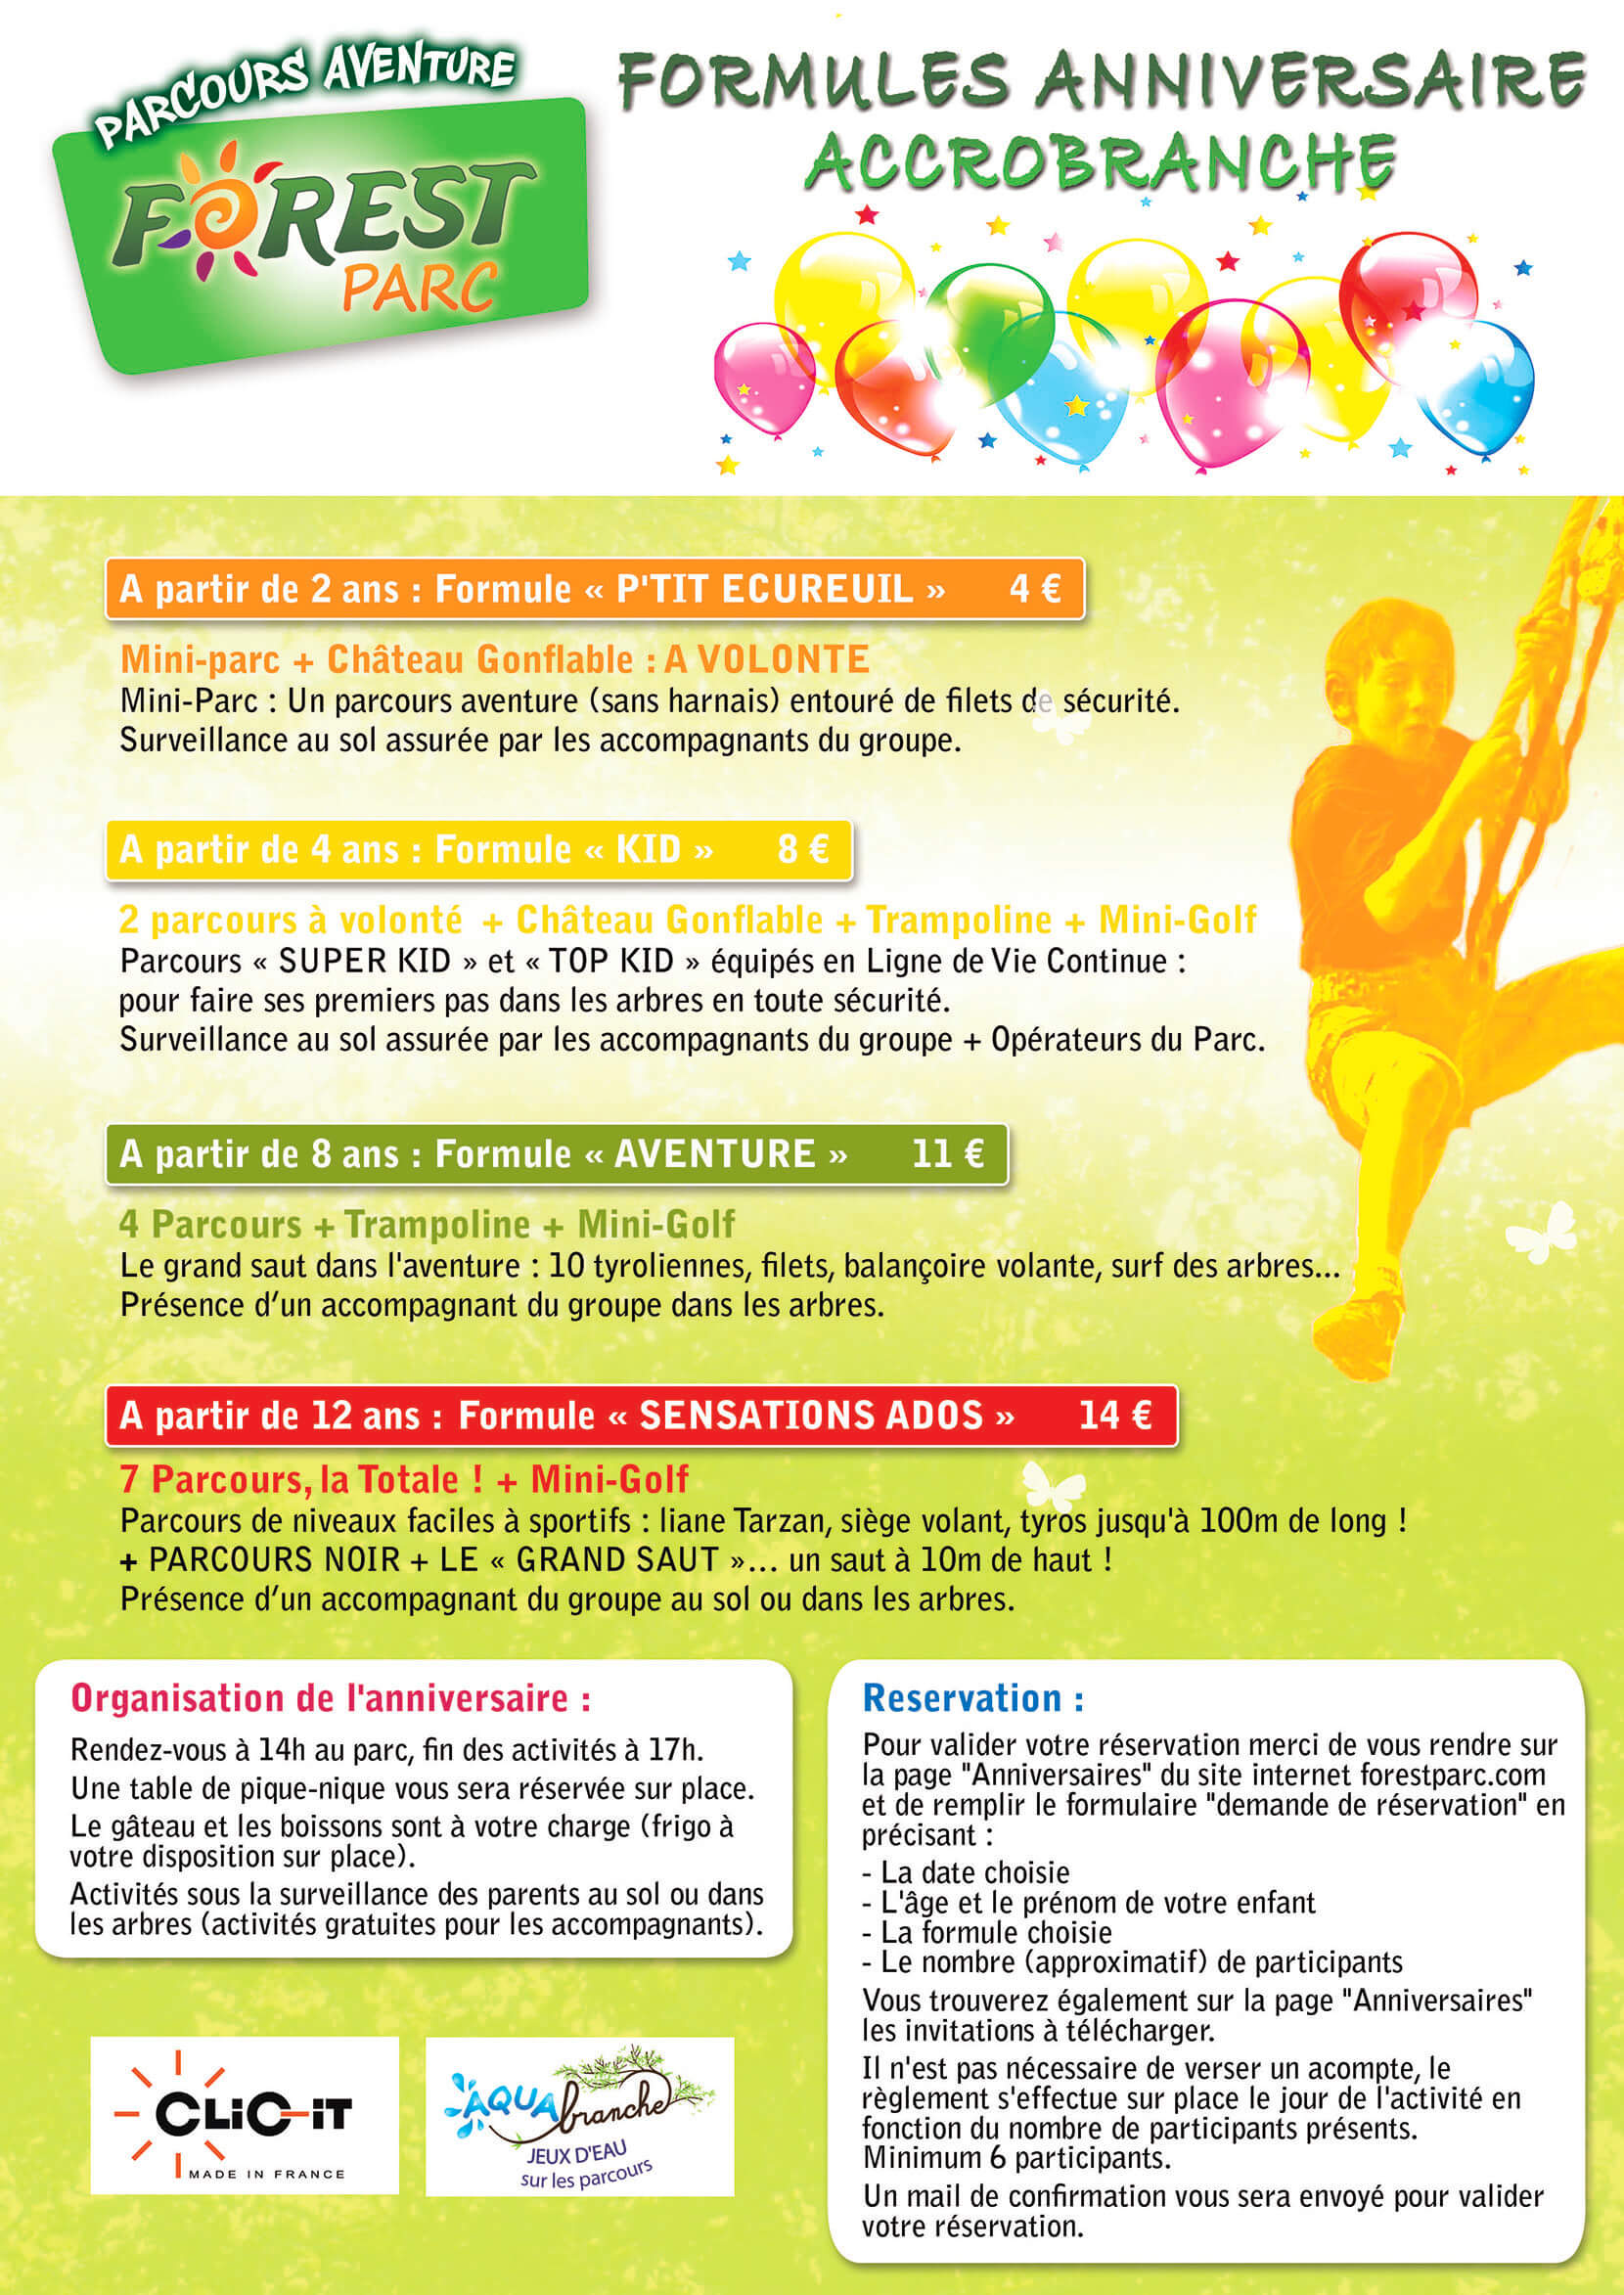 PARCOURS AVENTURE
FOREST
PARC
FORMULES ANNIVERSAIRE
ACCROBRANCHE
A partir de 2 ans : Formule « P'TIT ECUREUIL » 4 €
Mini-parc + Château Gonflable : A VOLONTE
Mini-Parc : Un parcours aventure (sans harnais) entouré de filets de sécurité.
Surveillance au sol assurée par les accompagnants du groupe.
A partir de 4 ans : Formule « KID » 8 €
2 parcours à volonté + Château Gonflable + Trampoline + Mini-Golf
Parcours « SUPER KID » et « TOP KID » équipés en Ligne de Vie Continue :
pour faire ses premiers pas dans les arbres en toute sécurité.
Surveillance au sol assurée par les accompagnants du groupe + Opérateurs du Parc.
A partir de 8 ans : Formule « AVENTURE » 11 €
4 Parcours + Trampoline + Mini-Golf
Le grand saut dans l'aventure : 10 tyroliennes, filets, balançoire volante, surf des arbres...
Présence d’un accompagnant du groupe dans les arbres.
A partir de 12 ans : Formule « SENSATIONS ADOS » 14 €
7 Parcours, la Totale ! + Mini-Golf
Parcours de niveaux faciles à sportifs : liane Tarzan, siège volant, tyros jusqu'à 100m de long !
+ PARCOURS NOIR + LE « GRAND SAUT »... un saut à 10m de haut !
Présence d’un accompagnant du groupe au sol ou dans les arbres.
Organisation de l'anniversaire :
Rendez-vous à 14h au parc, fin des activités à 17h.
Une table de pique-nique vous sera réservée sur place.
Le gâteau et les boissons sont à votre charge (frigo à
votre disposition sur place).
Activités sous la surveillance des parents au sol ou dans
les arbres (activités gratuites pour les accompagnants).
Reservation :
Pour valider votre réservation merci de vous rendre sur
la page "Anniversaires" du site internet forestparc.com
et de remplir le formulaire "demande de réservation" en
précisant :
- La date choisie
- L'âge et le prénom de votre enfant
- La formule choisie
- Le nombre (approximatif) de participants
Vous trouverez également sur la page "Anniversaires"
les invitations à télécharger.
Il n'est pas nécessaire de verser un acompte, le
règlement s'effectue sur place le jour de l'activité en
fonction du nombre de participants présents.
Minimum 6 participants.
Un mail de confirmation vous sera envoyé pour valider
votre réservation.
CLiC-iT
MADE IN FRANCE
AQUA branche
JEUX D'EAU
sur les parcours